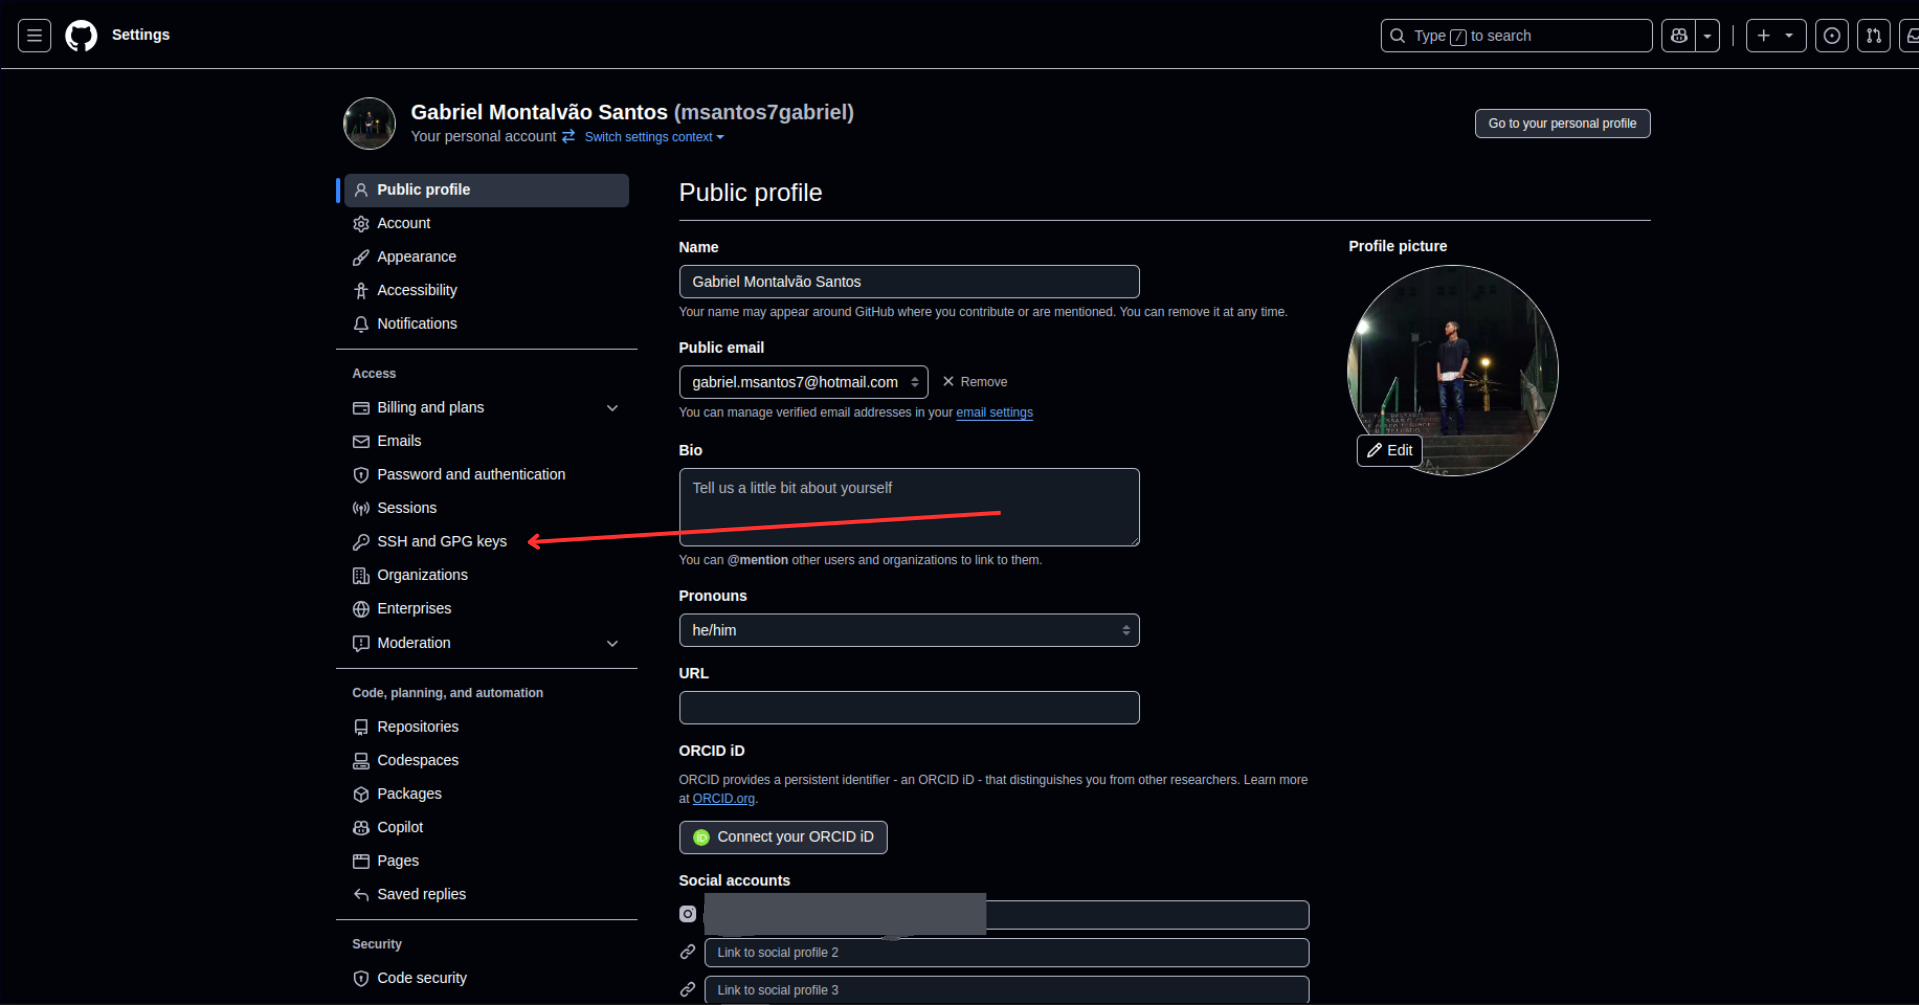 Settings
Type / to search
Gabriel Montalvão Santos (msantos7gabriel)
Your personal account Switch settings context
Go to your personal profile
Public profile
Account
Appearance
Accessibility
Notifications
Access
Billing and plans
Emails
Password and authentication
Sessions
SSH and GPG keys
Organizations
Enterprises
Moderation
Code, planning, and automation
Repositories
Codespaces
Packages
Copilot
Pages
Saved replies
Security
Code security
Public profile
Name
Gabriel Montalvão Santos
Your name may appear around GitHub where you contribute or are mentioned. You can remove it at any time.
Public email
gabriel.msantos7@hotmail.com
Remove
You can manage verified email addresses in your email settings
Bio
Tell us a little bit about yourself
You can @mention other users and organizations to link to them.
Pronouns
he/him
URL
ORCID iD
ORCID provides a persistent identifier - an ORCID iD - that distinguishes you from other researchers. Learn more
at ORCID.org.
iD Connect your ORCID iD
Social accounts
Link to social profile 2
Link to social profile 3
Profile picture
Edit